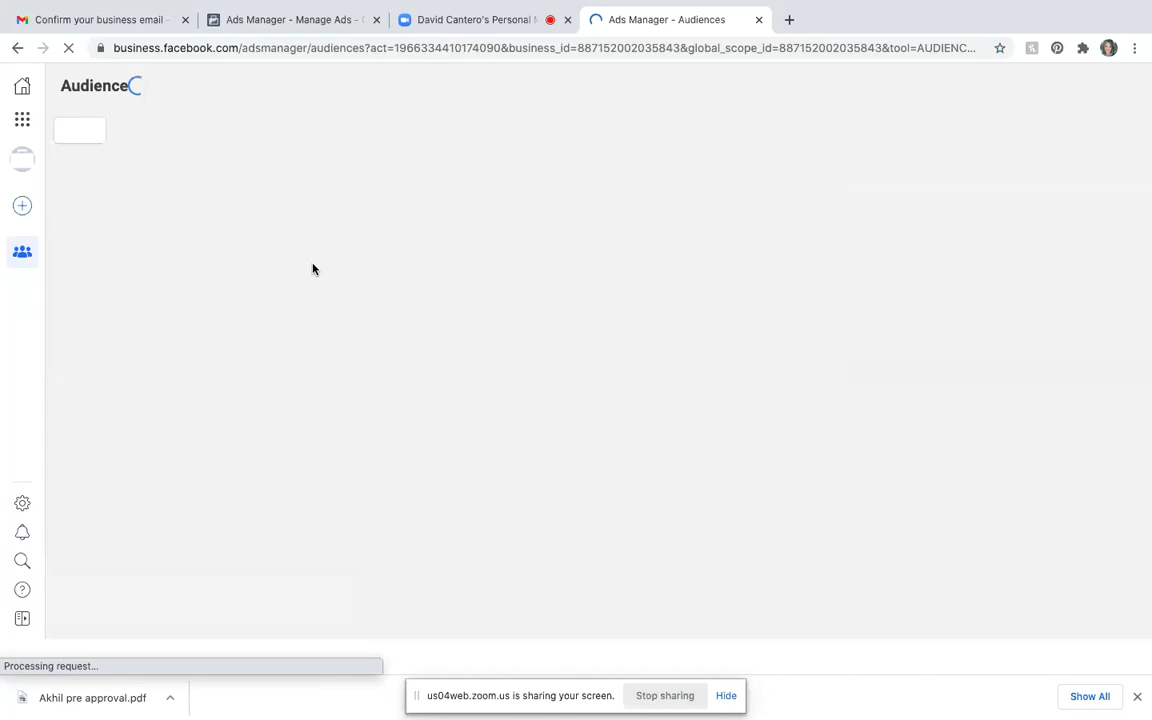 Confirm your business email -
Ads Manager - Manage Ads -
David Cantero's Personal
Ads Manager - Audiences
business.facebook.com/adsmanager/audiences?act=1966334410174090&business_id=887152002035843&global_scope_id=887152002035843&tool=AUDIENC...
Audience
Processing request...
Akhil pre approval.pdf
us04web.zoom.us is sharing your screen.
Stop sharing
Hide
Show All